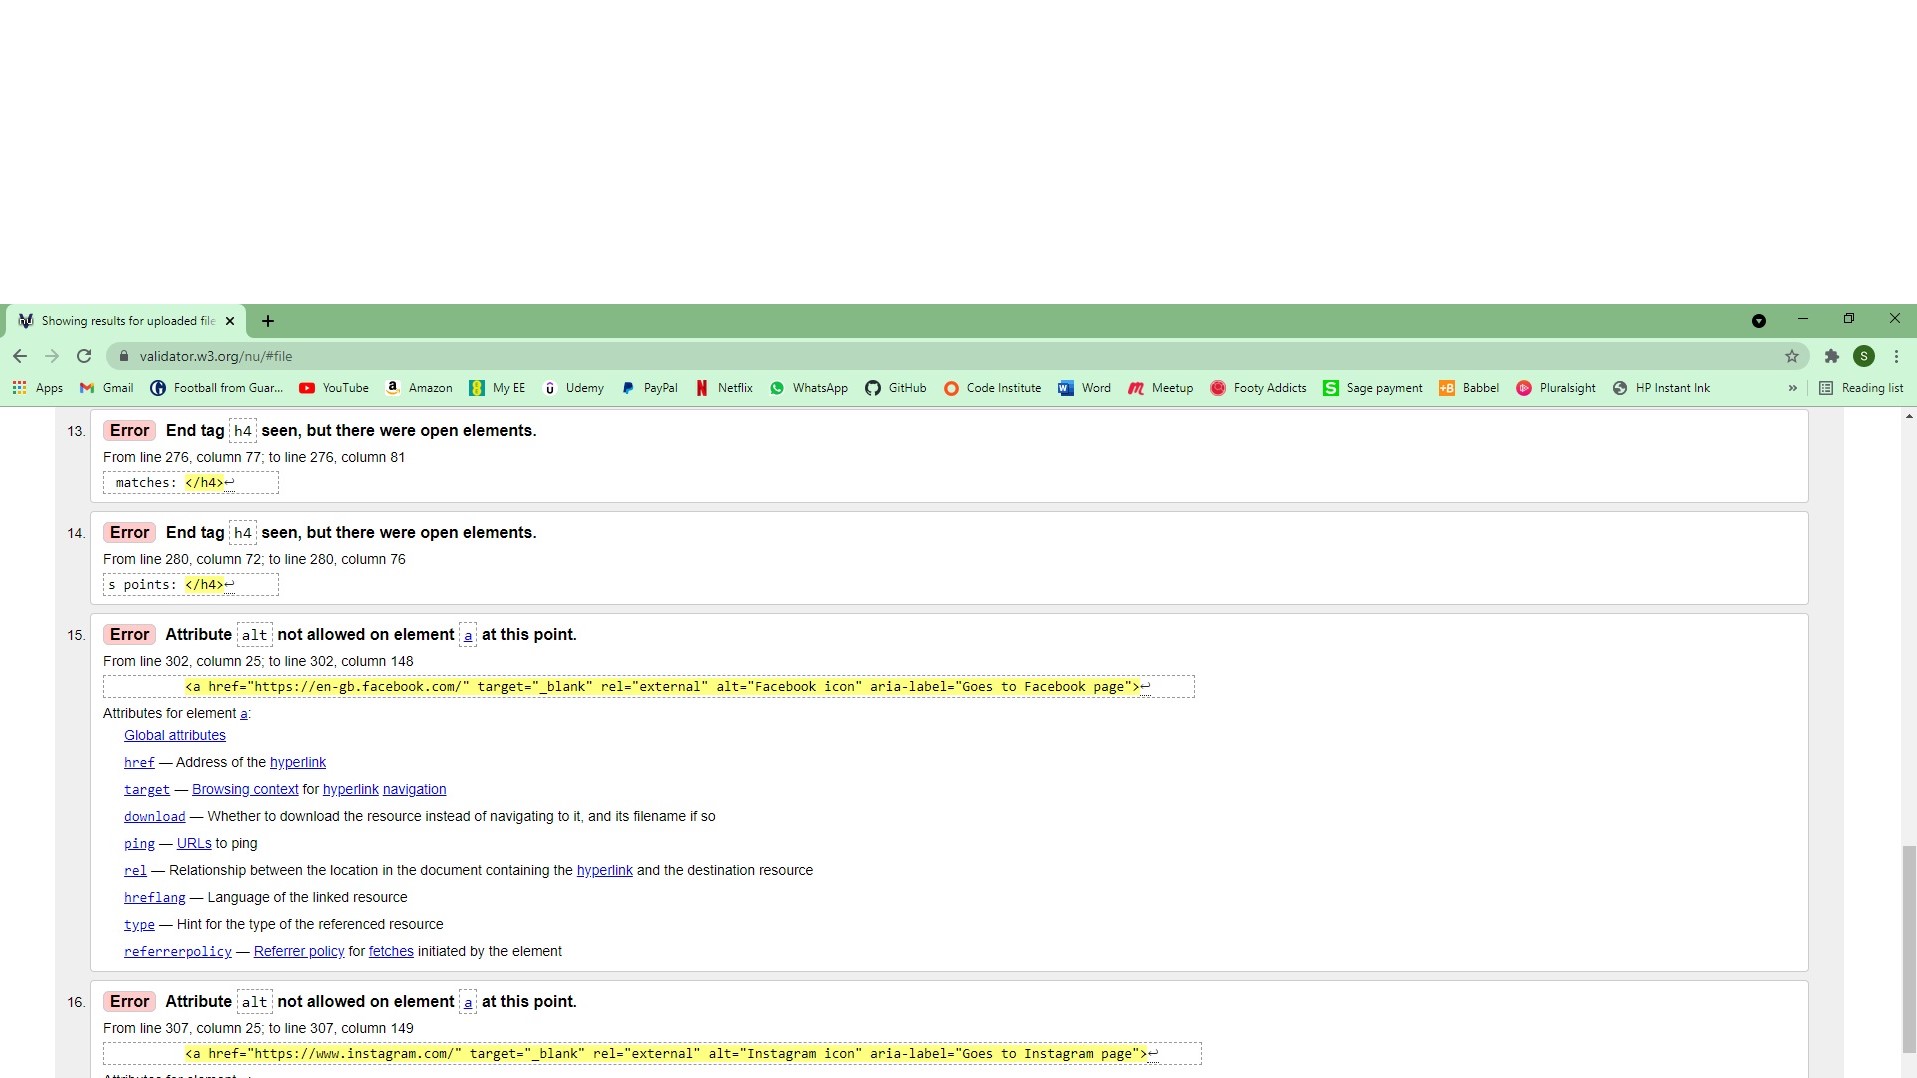 Showing results for uploaded file
validator.w3.org/nu/#file
S
Apps Gmail Football from Guar... YouTube Amazon My EE Udemy PayPal Netflix WhatsApp GitHub Code Institute Word Meetup Footy Addicts Sage payment Babbel Pluralsight HP Instant Ink » Reading list
13. Error End tag h4 seen, but there were open elements.
From line 276, column 77; to line 276, column 81
matches: </h4>↩
14. Error End tag h4 seen, but there were open elements.
From line 280, column 72; to line 280, column 76
s points: </h4>↩
15. Error Attribute alt not allowed on element a at this point.
From line 302, column 25; to line 302, column 148
<a href="https://en-gb.facebook.com/" target="_blank" rel="external" alt="Facebook icon" aria-label="Goes to Facebook page">↩
Attributes for element a:
Global attributes
href — Address of the hyperlink
target — Browsing context for hyperlink navigation
download — Whether to download the resource instead of navigating to it, and its filename if so
ping — URLs to ping
rel — Relationship between the location in the document containing the hyperlink and the destination resource
hreflang — Language of the linked resource
type — Hint for the type of the referenced resource
referrerpolicy — Referrer policy for fetches initiated by the element
16. Error Attribute alt not allowed on element a at this point.
From line 307, column 25; to line 307, column 149
<a href="https://www.instagram.com/" target="_blank" rel="external" alt="Instagram icon" aria-label="Goes to Instagram page">↩